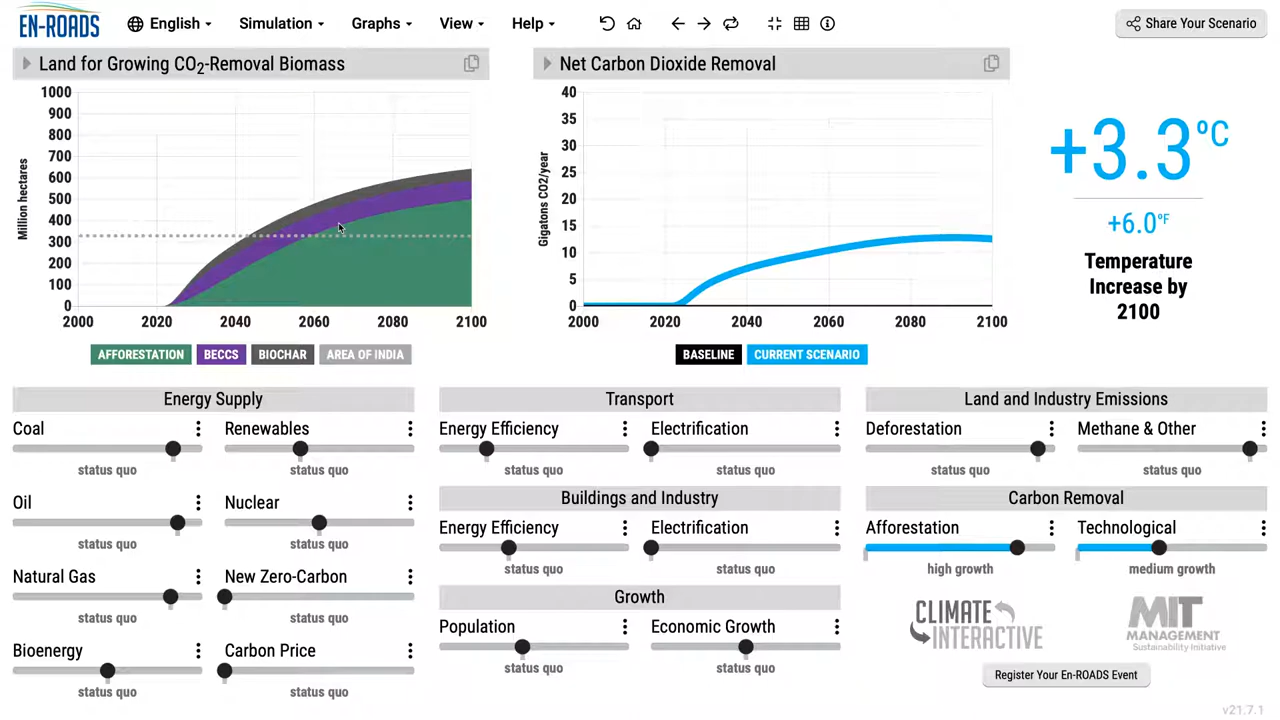 EN-ROADS
English
Simulation
Graphs
View
Help
Share Your Scenario
Land for Growing CO2-Removal Biomass
Million hectares
1000
900
800
700
600
500
400
300
200
100
0
2000 2020 2040 2060 2080 2100
AFFORESTATION BECCS BIOCHAR AREA OF INDIA
Net Carbon Dioxide Removal
Gigatons CO2/year
40
35
30
25
20
15
10
5
0
2000 2020 2040 2060 2080 2100
BASELINE CURRENT SCENARIO
+3.3°C
+6.0°F
Temperature
Increase by
2100
Energy Supply
Coal
status quo
Renewables
status quo
Oil
status quo
Nuclear
status quo
Natural Gas
status quo
New Zero-Carbon
status quo
Bioenergy
status quo
Carbon Price
status quo
Transport
Energy Efficiency
status quo
Electrification
status quo
Buildings and Industry
Energy Efficiency
status quo
Electrification
status quo
Growth
Population
status quo
Economic Growth
status quo
Land and Industry Emissions
Deforestation
status quo
Methane & Other
status quo
Carbon Removal
Afforestation
high growth
Technological
medium growth
CLIMATE
INTERACTIVE
MIT
MANAGEMENT
Sustainability Initiative
Register Your En-ROADS Event
v21.7.1